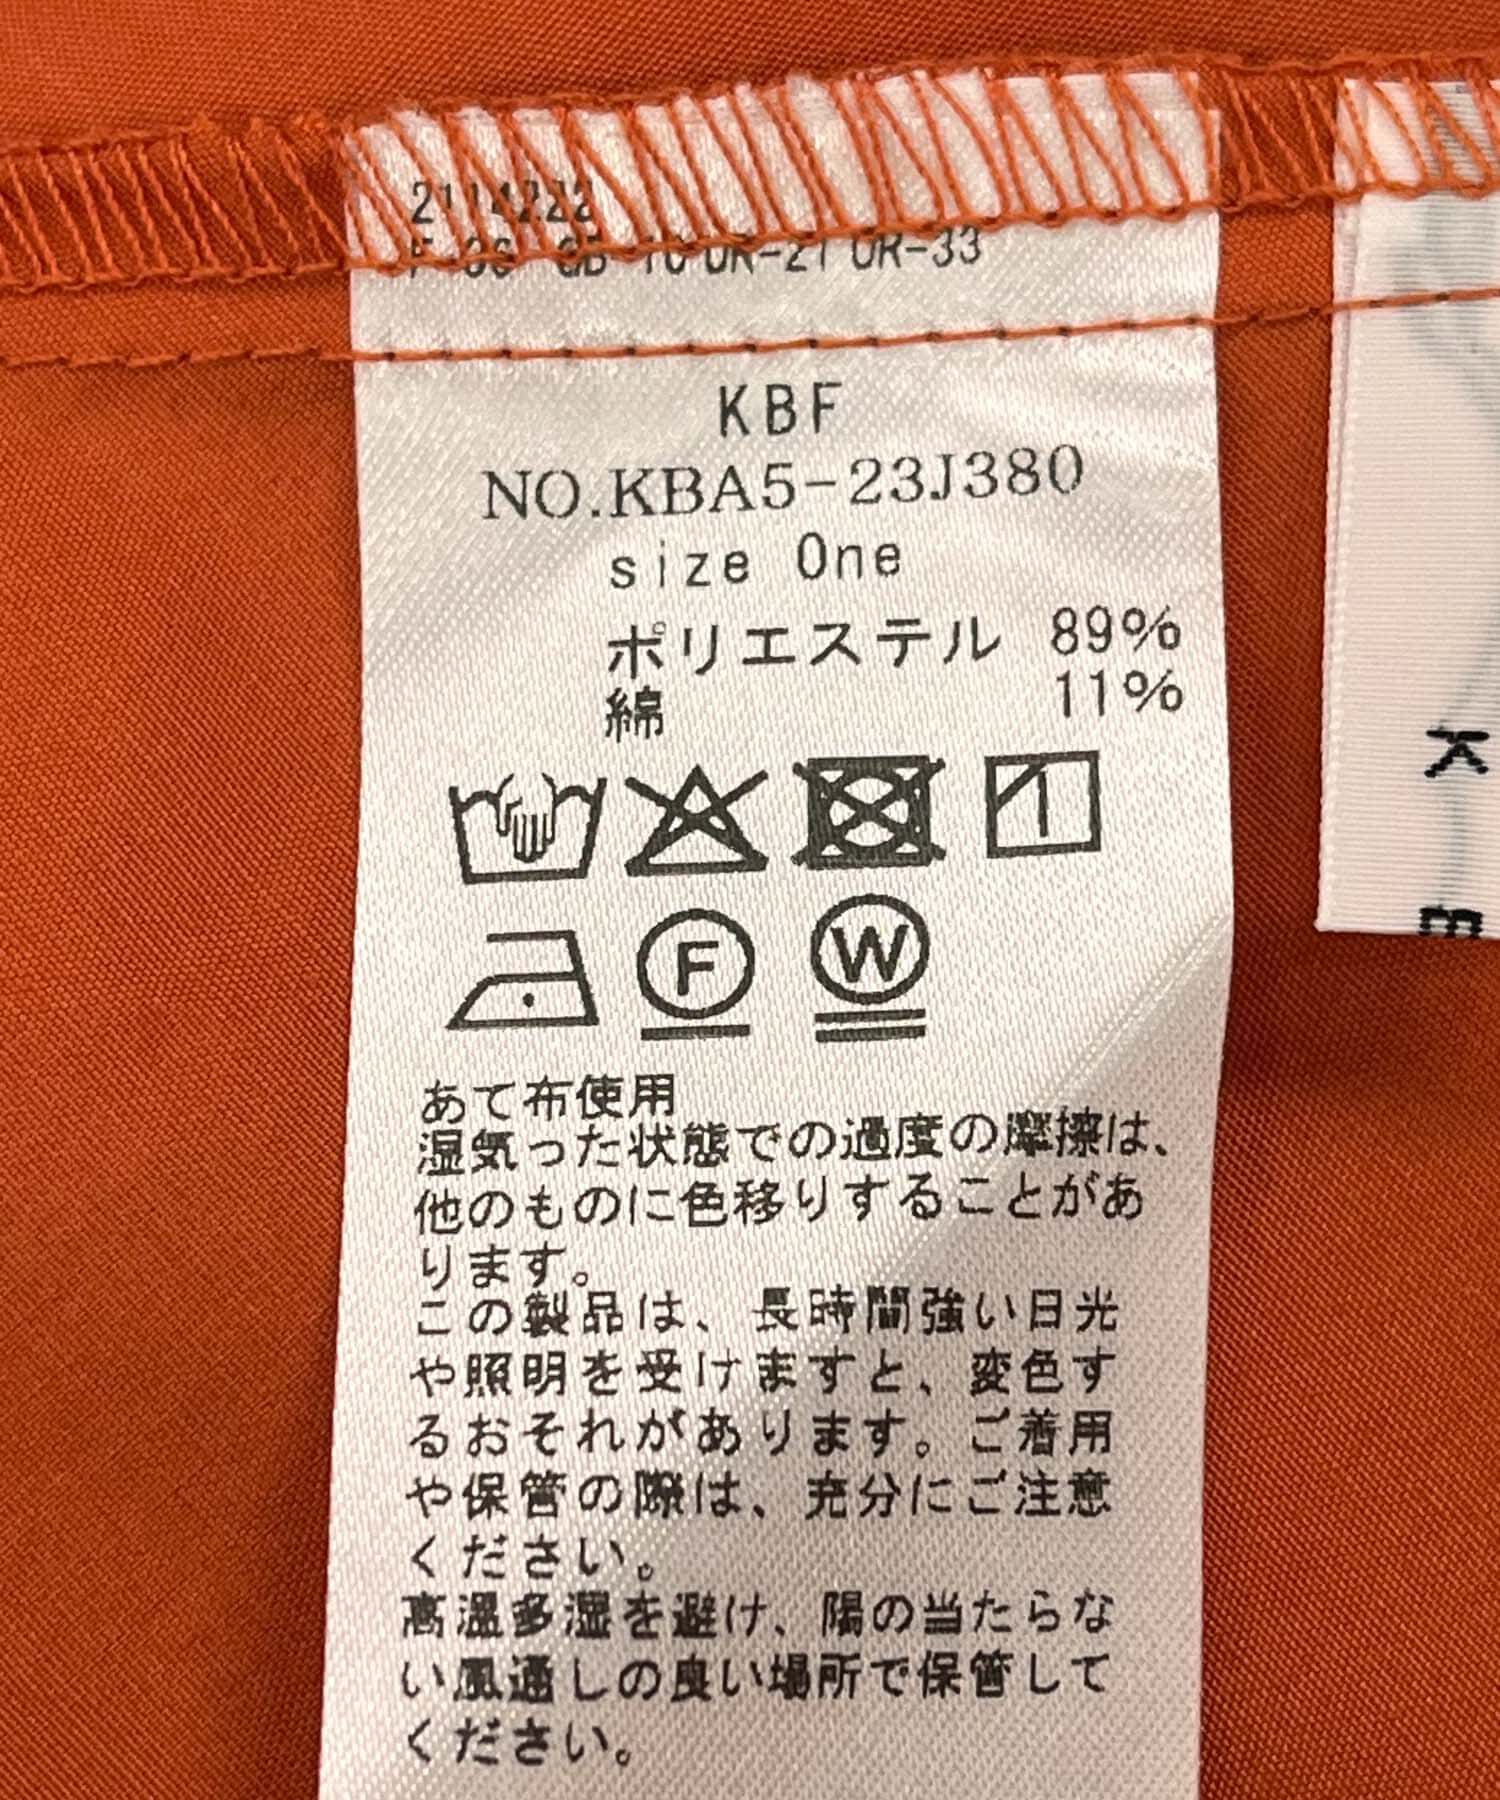 2114222
OR-33
KBF
NO.KBA5-23J380
size One
ポリエステル 89%
綿 11%
1
F W
あて布使用
湿気った状態での過度の摩擦は、
他のものに色移りすることがあ
ります。
この製品は、長時間強い日光
や照明を受けますと、変色す
るおそれがあります。ご着用
や保管の際は、充分にご注意
ください。
高温多湿を避け、陽の当たらな
い風通しの良い場所で保管して
ください。
K
B